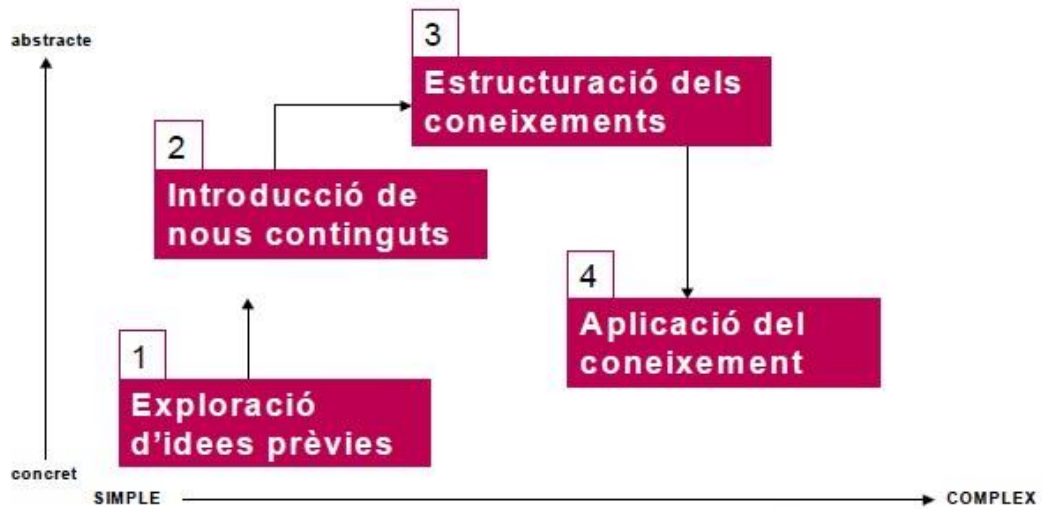 abstracte
3
Estructuració dels
coneixements
2
Introducció de
nous continguts
4
Aplicació del
coneixement
1
Exploració
d'idees prèvies
concret
SIMPLE
COMPLEX